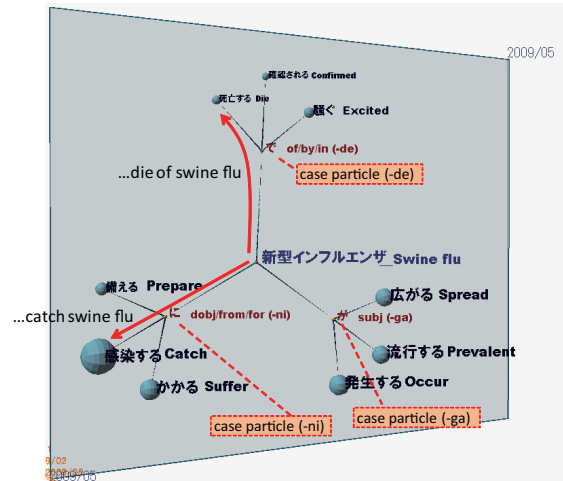 2009/05
確認される Confirmed
死亡する Die
騒ぐ Excited
で of/by/in (-de)
case particle (-de)
...die of swine flu
新型インフルエンザ_Swine flu
備える Prepare
広がる Spread
に dobj/from/for (-ni)
が subj (-ga)
...catch swine flu
感染する Catch
流行する Prevalent
かかる Suffer
発生する Occur
case particle (-ni)
case particle (-ga)
9/02
2009/05